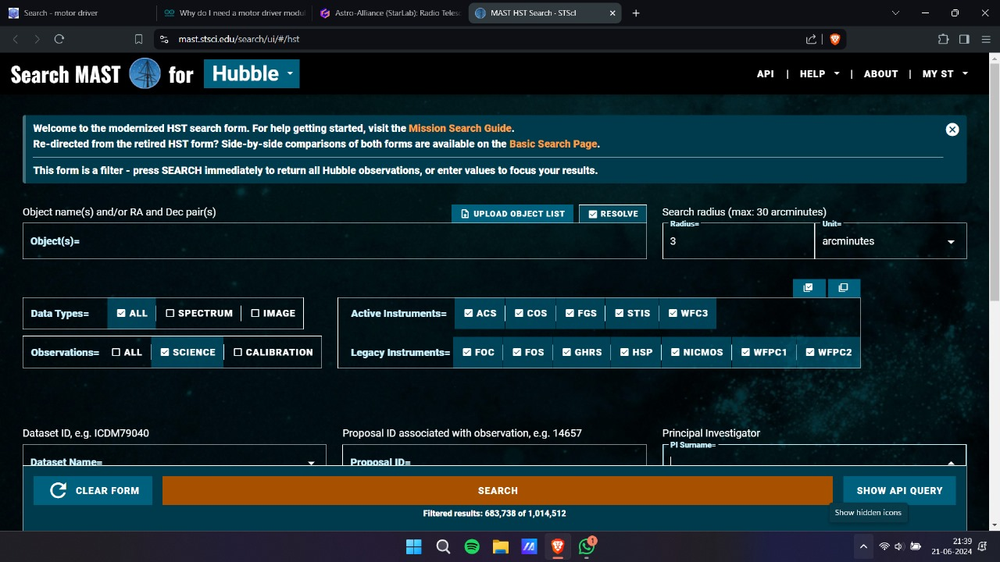 Search - motor driver
Why do I need a motor driver modul
Astro-Alliance (StarLab): Radio Teles
MAST HST Search - STScI
mast.stsci.edu/search/ui/#/hst
Search MAST for Hubble
API | HELP | ABOUT | MY ST
Welcome to the modernized HST search form. For help getting started, visit the Mission Search Guide.
Re-directed from the retired HST form? Side-by-side comparisons of both forms are available on the Basic Search Page.
This form is a filter - press SEARCH immediately to return all Hubble observations, or enter values to focus your results.
Object name(s) and/or RA and Dec pair(s)
UPLOAD OBJECT LIST
RESOLVE
Search radius (max: 30 arcminutes)
Object(s)=
Radius=
3
Unit=
arcminutes
Data Types= ALL SPECTRUM IMAGE
Active Instruments= ACS COS FGS STIS WFC3
Observations= ALL SCIENCE CALIBRATION
Legacy Instruments= FOC FOS GHRS HSP NICMOS WFPC1 WFPC2
Dataset ID, e.g. ICDM79040
Proposal ID associated with observation, e.g. 14657
Principal Investigator
Dataset Name=
Proposal ID=
PI Surname=
CLEAR FORM
SEARCH
SHOW API QUERY
Filtered results: 683,738 of 1,014,512
Show hidden icons
1
21:39
21-06-2024